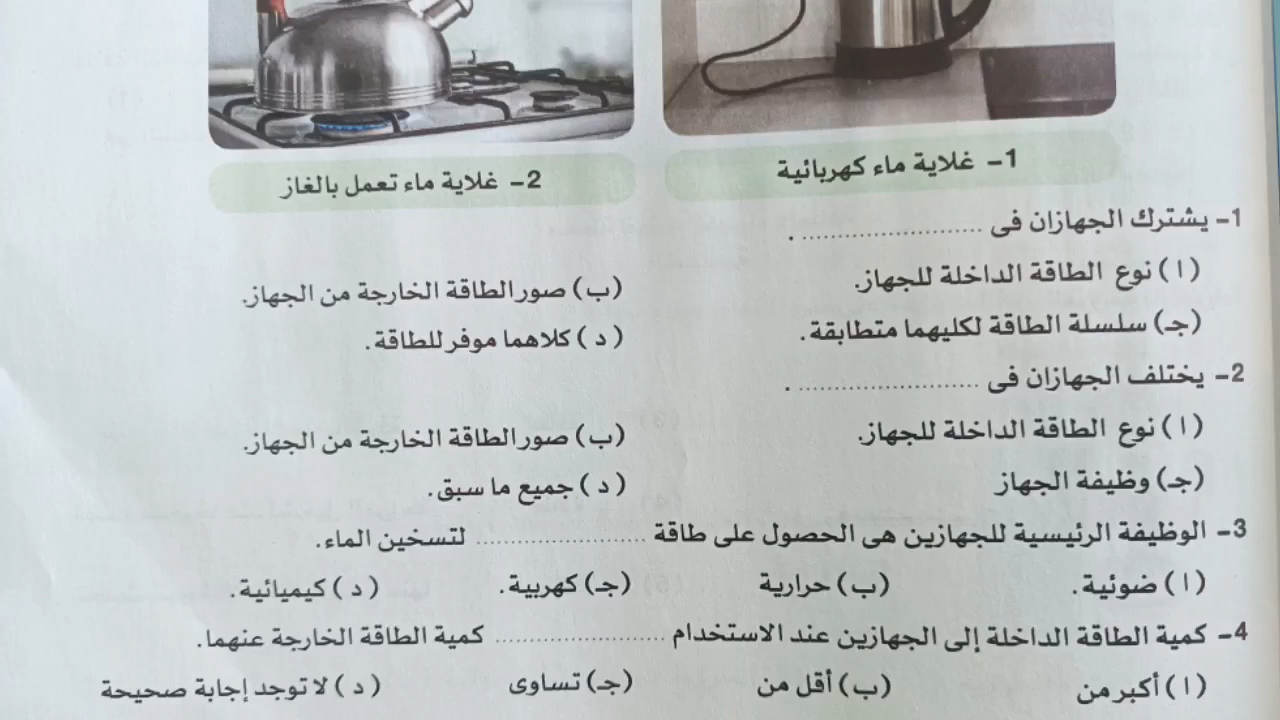 1- غلاية ماء كهربائية
2- غلاية ماء تعمل بالغاز
1- يشترك الجهازان فى ........................ .
( ا ) نوع الطاقة الداخلة للجهاز.
(ب) صور الطاقة الخارجة من الجهاز.
(جـ) سلسلة الطاقة لكليهما متطابقة.
( د ) كلاهما موفر للطاقة.
2- يختلف الجهازان فى ........................ .
( ا ) نوع الطاقة الداخلة للجهاز.
(ب) صور الطاقة الخارجة من الجهاز.
(جـ) وظيفة الجهاز
( د ) جميع ما سبق.
3- الوظيفة الرئيسية للجهازين هى الحصول على طاقة ........................ لتسخين الماء.
( ا ) ضوئية.
(ب) حرارية
(جـ) كهربية.
( د ) كيميائية.
4- كمية الطاقة الداخلة إلى الجهازين عند الاستخدام ........................ كمية الطاقة الخارجة عنهما.
( ا ) أكبر من
(ب) أقل من
(جـ) تساوى
( د ) لا توجد إجابة صحيحة